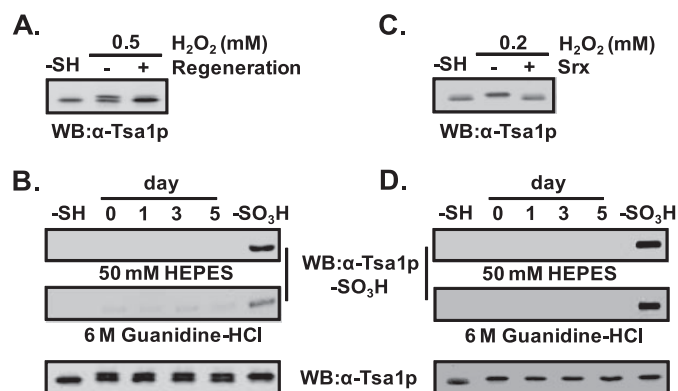 A.
0.5 H₂O₂ (mM)
-SH - + Regeneration
WB:α-Tsa1p
C.
0.2 H₂O₂ (mM)
-SH - + Srx
WB:α-Tsa1p
B.
day
-SH 0 1 3 5 -SO₃H
50 mM HEPES
6 M Guanidine-HCl
WB:α-Tsa1p
-SO₃H
WB:α-Tsa1p
D.
day
-SH 0 1 3 5 -SO₃H
50 mM HEPES
6 M Guanidine-HCl